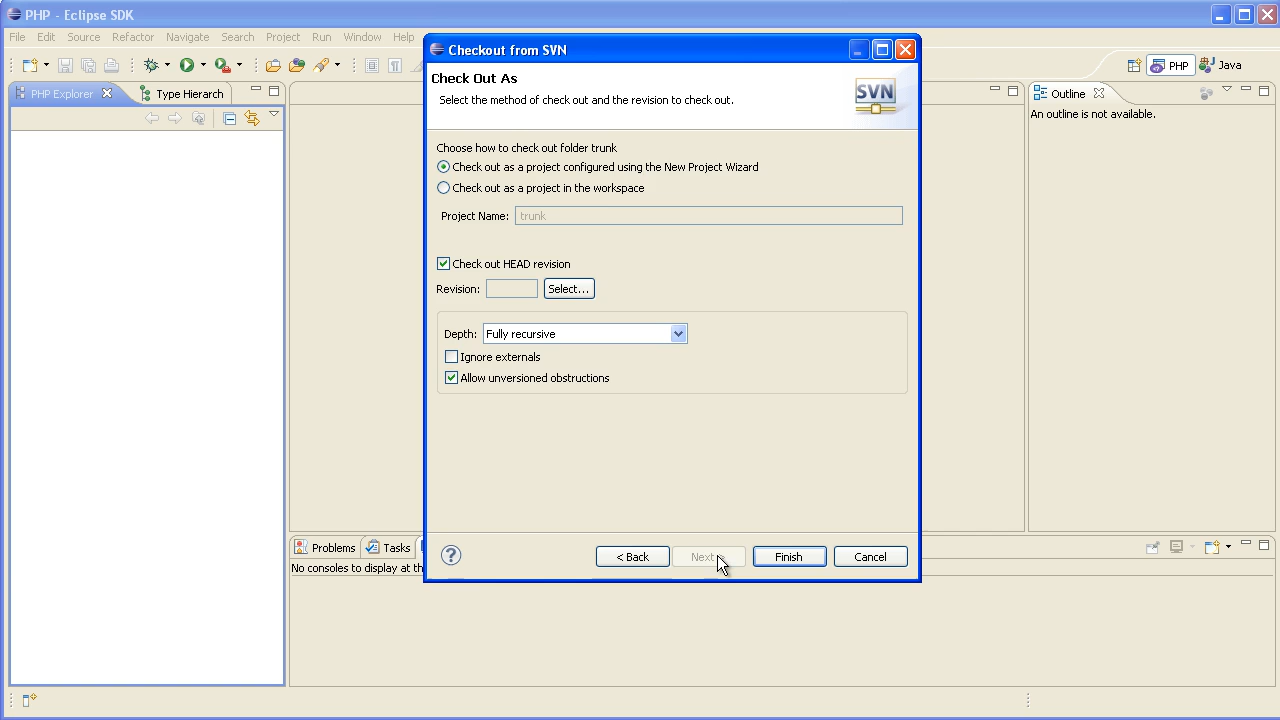 PHP - Eclipse SDK
File Edit Source Refactor Navigate Search Project Run Window Help
PHP Java
PHP Explorer Type Hierarch
Outline
An outline is not available.
Checkout from SVN
Check Out As
Select the method of check out and the revision to check out.
SVN
Choose how to check out folder trunk
Check out as a project configured using the New Project Wizard
Check out as a project in the workspace
Project Name: trunk
Check out HEAD revision
Revision: Select...
Depth: Fully recursive
Ignore externals
Allow unversioned obstructions
< Back Next Finish Cancel
Problems Tasks
No consoles to display at th